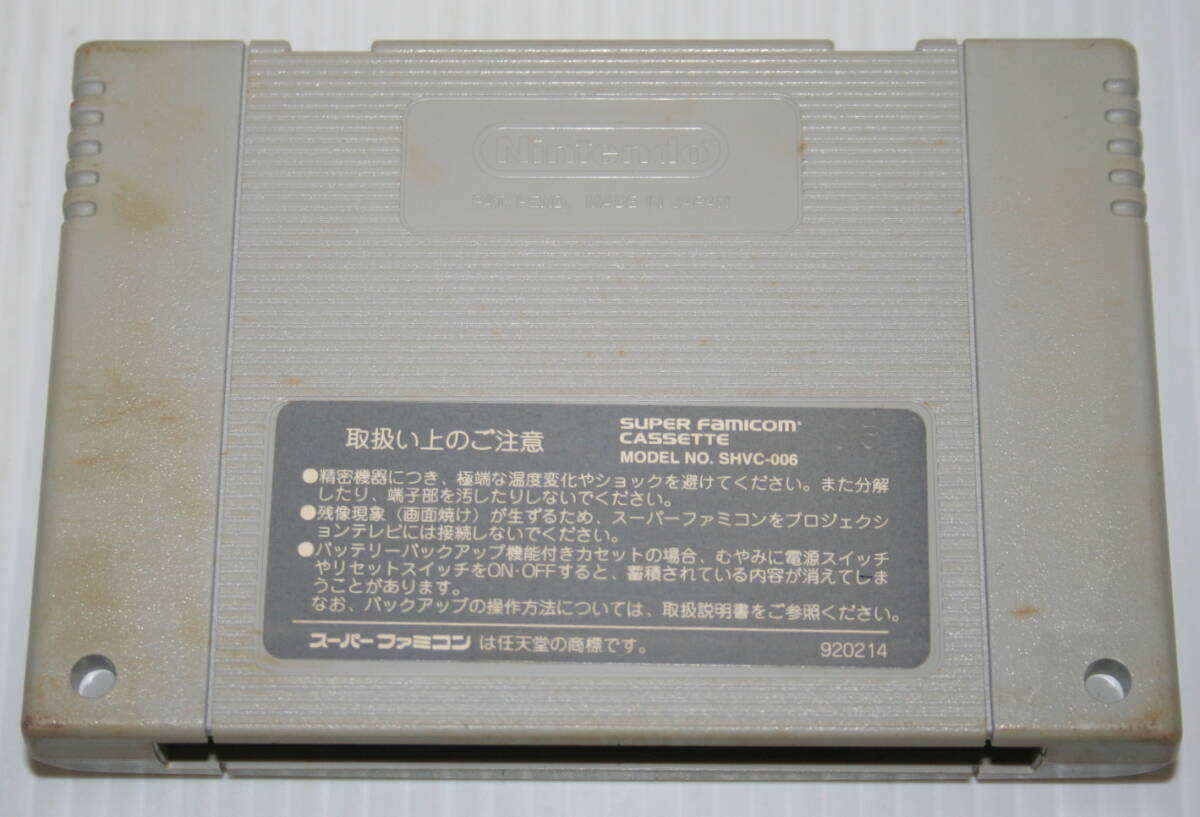 Nintendo
PAT. PEND. MADE IN JAPAN
取扱い上のご注意
SUPER FAMICOM
CASSETTE
MODEL NO. SHVC-006
●精密機器につき、極端な温度変化やショックを避けてください。また分解
したり、端子部を汚したりしないでください。
●残像現象（画面焼け）が生ずるため、スーパーファミコンをプロジェクシ
ョンテレビには接続しないでください。
●バッテリーバックアップ機能付きカセットの場合、むやみに電源スイッチ
やリセットスイッチをON·OFFすると、蓄積されている内容が消えてしま
うことがあります。
なお、バックアップの操作方法については、取扱説明書をご参照ください。
スーパーファミコン は任天堂の商標です。
920214